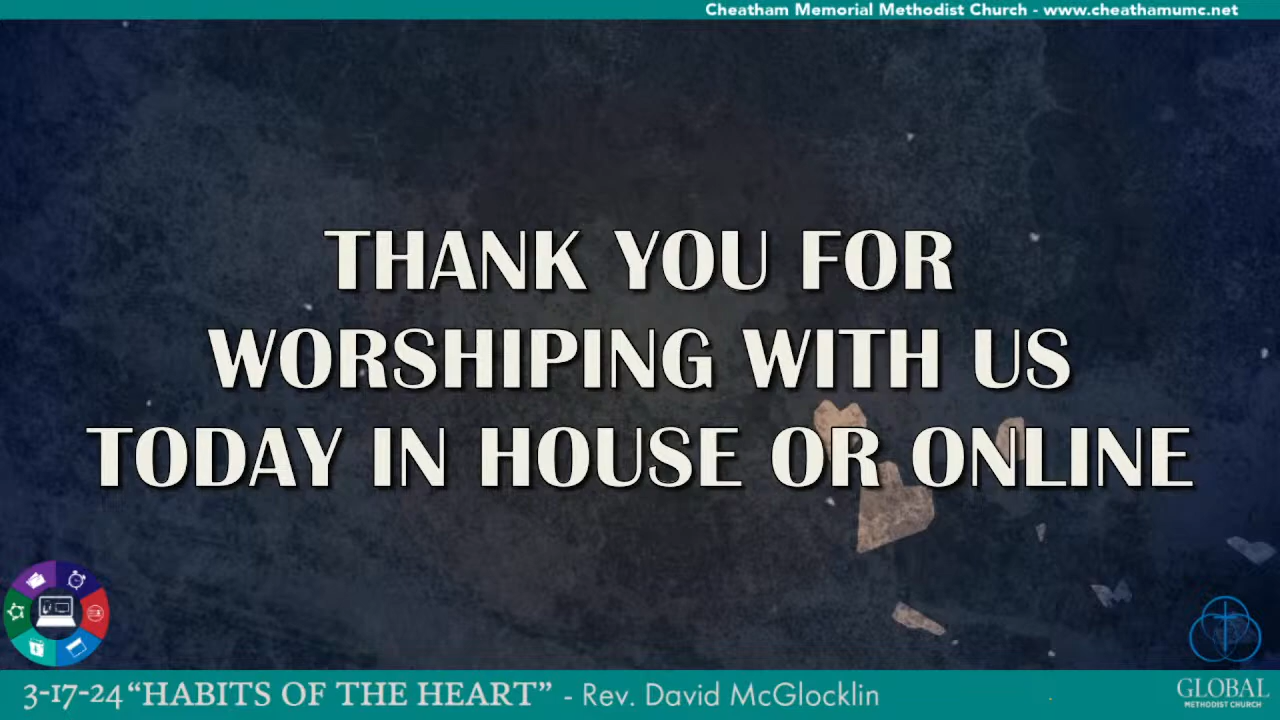 Cheatham Memorial Methodist Church - www.cheathamumc.net
THANK YOU FOR
WORSHIPING WITH US
TODAY IN HOUSE OR ONLINE
3-17-24 “HABITS OF THE HEART” - Rev. David McGlocklin
GLOBAL
METHODIST CHURCH